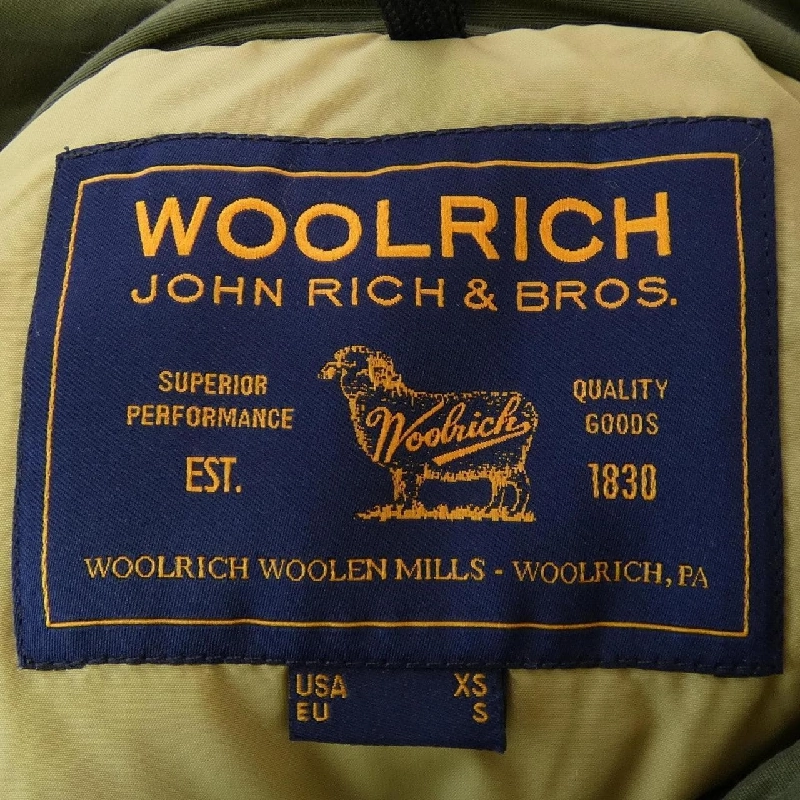 WOOLRICH
JOHN RICH & BROS.
SUPERIOR
PERFORMANCE
EST.
Woolrich
QUALITY
GOODS
1830
WOOLRICH WOOLEN MILLS - WOOLRICH, PA
USA XS
EU S